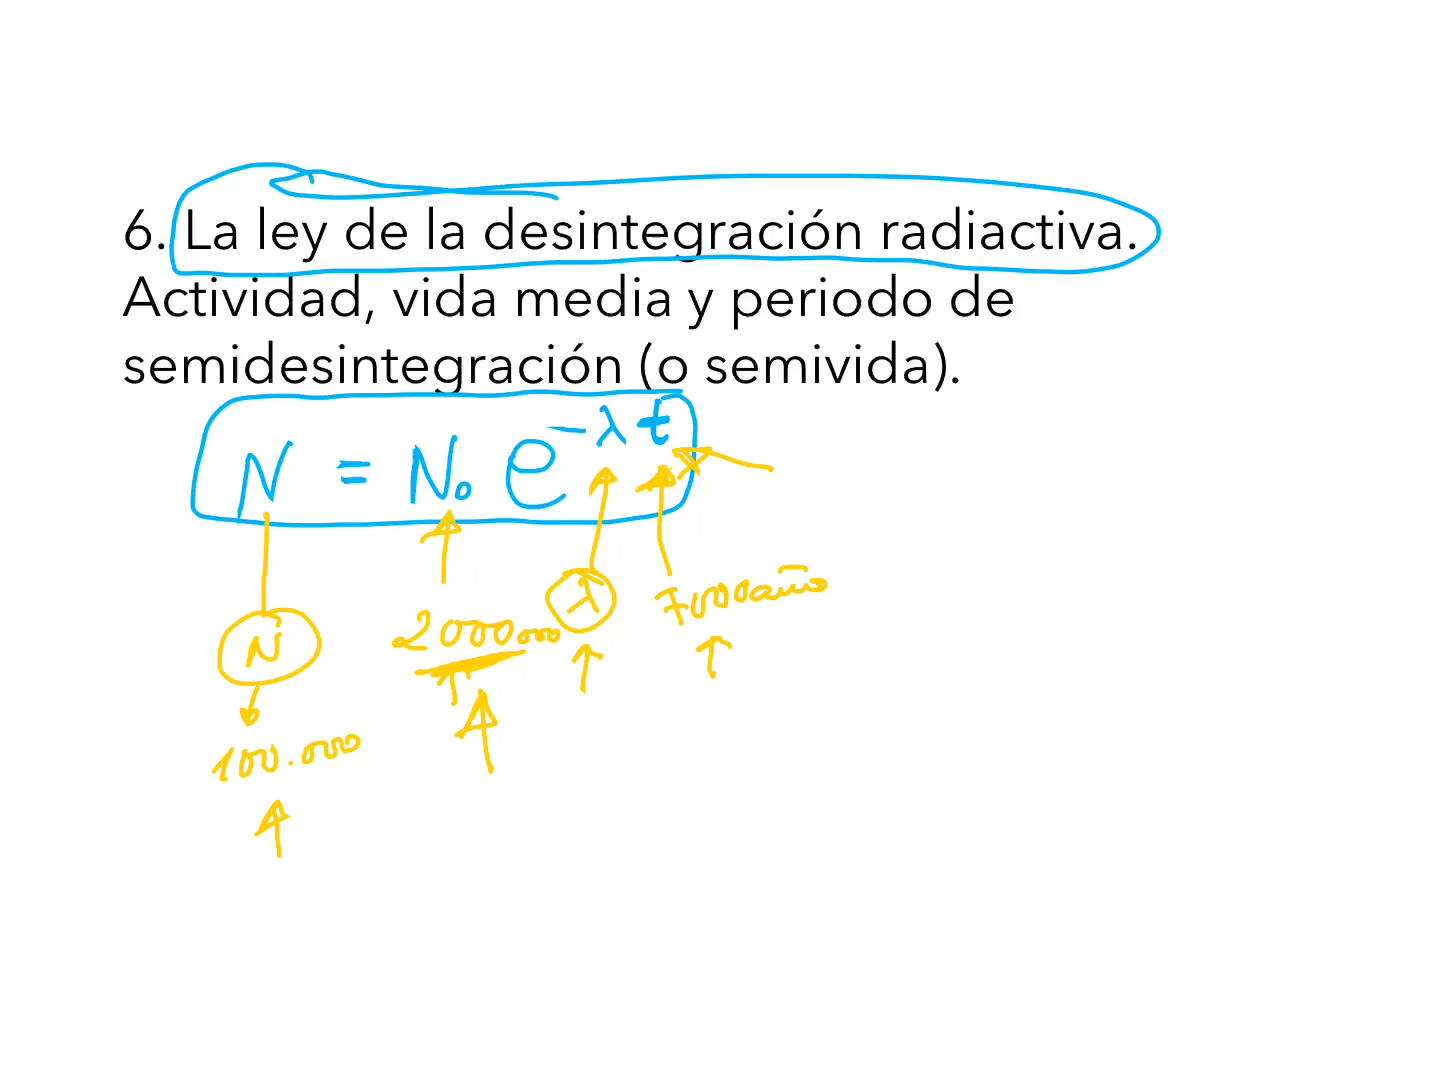 6. La ley de la desintegración radiactiva.
Actividad, vida media y periodo de
semidesintegración (o semivida).
N = N₀ e^{-λ t}
λ 7000 años
N 2000000
100.000